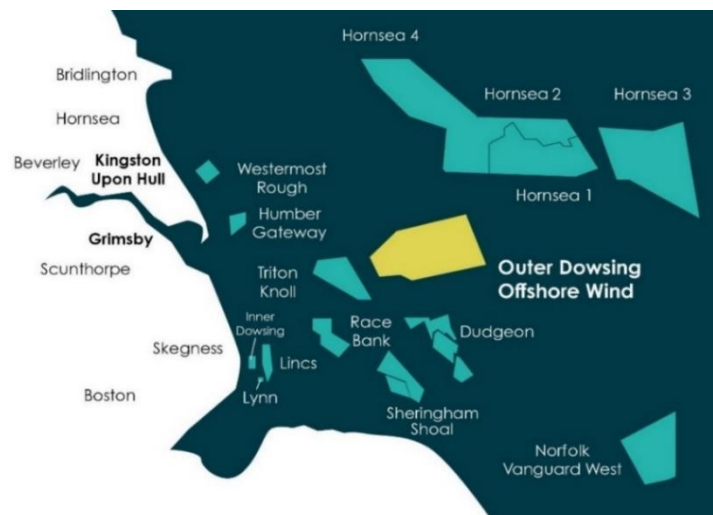 Hornsea 4
Bridlington
Hornsea 2
Hornsea 3
Hornsea
Beverley
Kingston
Upon Hull
Westermost
Rough
Hornsea 1
Humber
Gateway
Grimsby
Scunthorpe
Triton
Knoll
Outer Dowsing
Offshore Wind
Inner
Dowsing
Race
Bank
Dudgeon
Skegness
Lincs
Lynn
Boston
Sheringham
Shoal
Norfolk
Vanguard West